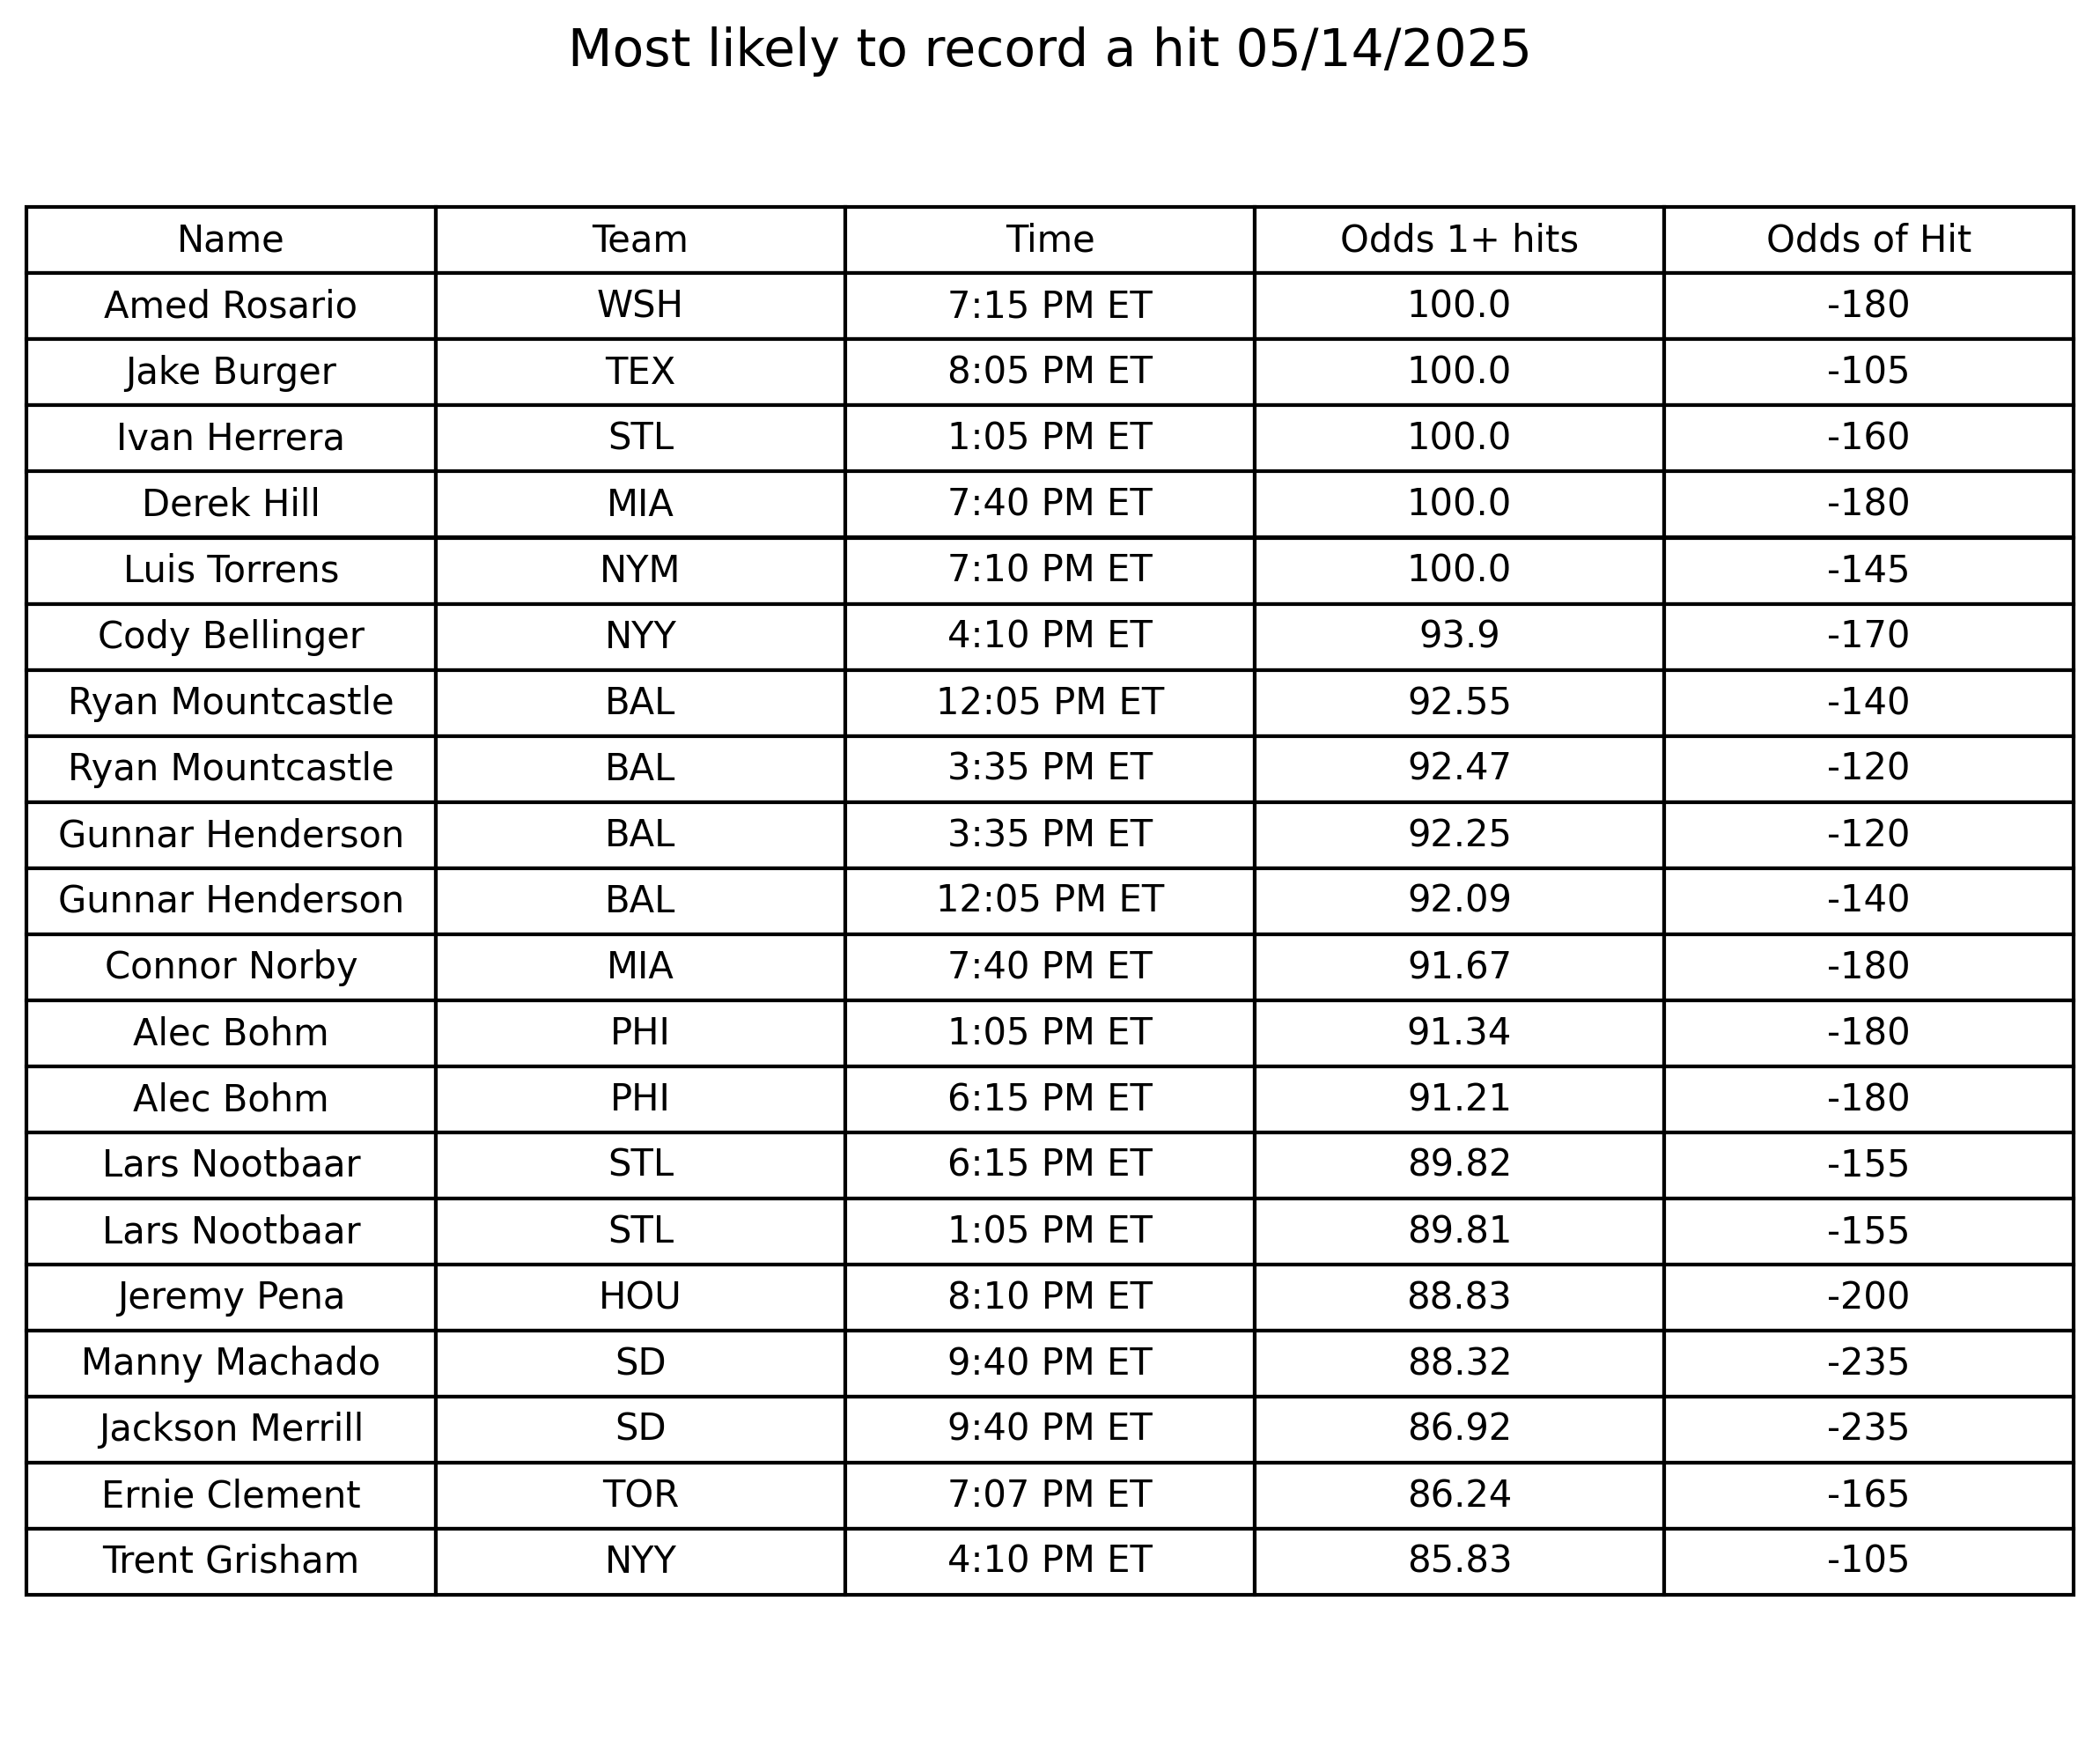 Most likely to record a hit 05/14/2025
Name Team Time Odds 1+ hits Odds of Hit
Amed Rosario WSH 7:15 PM ET 100.0 -180
Jake Burger TEX 8:05 PM ET 100.0 -105
Ivan Herrera STL 1:05 PM ET 100.0 -160
Derek Hill MIA 7:40 PM ET 100.0 -180
Luis Torrens NYM 7:10 PM ET 100.0 -145
Cody Bellinger NYY 4:10 PM ET 93.9 -170
Ryan Mountcastle BAL 12:05 PM ET 92.55 -140
Ryan Mountcastle BAL 3:35 PM ET 92.47 -120
Gunnar Henderson BAL 3:35 PM ET 92.25 -120
Gunnar Henderson BAL 12:05 PM ET 92.09 -140
Connor Norby MIA 7:40 PM ET 91.67 -180
Alec Bohm PHI 1:05 PM ET 91.34 -180
Alec Bohm PHI 6:15 PM ET 91.21 -180
Lars Nootbaar STL 6:15 PM ET 89.82 -155
Lars Nootbaar STL 1:05 PM ET 89.81 -155
Jeremy Pena HOU 8:10 PM ET 88.83 -200
Manny Machado SD 9:40 PM ET 88.32 -235
Jackson Merrill SD 9:40 PM ET 86.92 -235
Ernie Clement TOR 7:07 PM ET 86.24 -165
Trent Grisham NYY 4:10 PM ET 85.83 -105